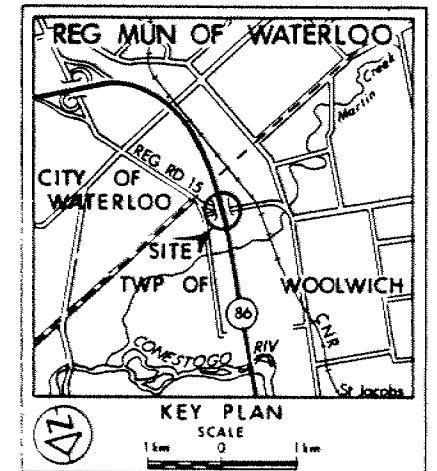 REG MUN OF WATERLOO
Martin Creek
REG RD 15
CITY OF
WATERLOO
SITE
TWP OF WOOLWICH
86
CNR
CONESTOGO RIV
St Jacobs
KEY PLAN
SCALE
1 km 0 1 km
N